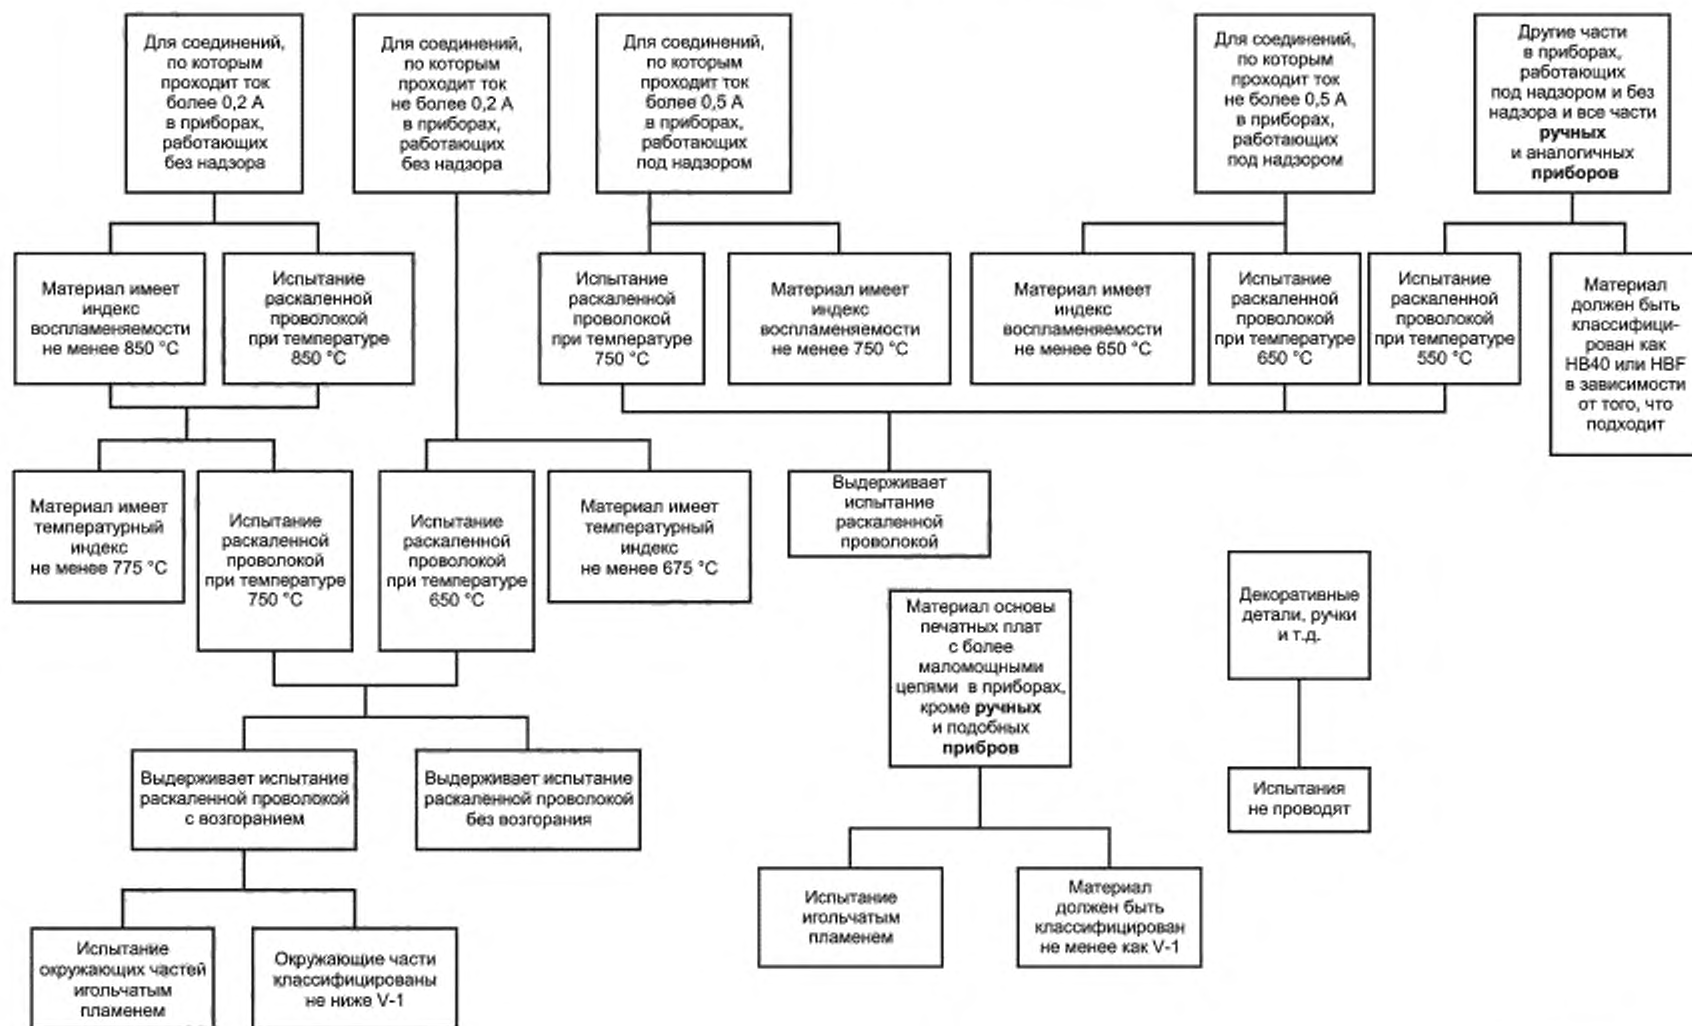 Для соединений,
по которым
проходит ток
более 0,2 А
в приборах,
работающих
без надзора
Для соединений,
по которым
проходит ток
не более 0,2 А
в приборах,
работающих
без надзора
Для соединений,
по которым
проходит ток
более 0,5 А
в приборах,
работающих
под надзором
Для соединений,
по которым
проходит ток
не более 0,5 А
в приборах,
работающих
под надзором
Другие части
в приборах,
работающих
под надзором и без
надзора и все части
ручных
и аналогичных
приборов
Материал имеет
индекс
воспламеняемости
не менее 850 °С
Испытание
раскаленной
проволокой
при температуре
850 °С
Испытание
раскаленной
проволокой
при температуре
750 °С
Материал имеет
индекс
воспламеняемости
не менее 750 °С
Материал имеет
индекс
воспламеняемости
не менее 650 °С
Испытание
раскаленной
проволокой
при температуре
650 °С
Испытание
раскаленной
проволокой
при температуре
550 °С
Материал
должен быть
классифици-
рован как
НВ40 или HBF
в зависимости
от того, что
подходит
Материал имеет
температурный
индекс
не менее 775 °С
Испытание
раскаленной
проволокой
при температуре
750 °С
Испытание
раскаленной
проволокой
при температуре
650 °С
Материал имеет
температурный
индекс
не менее 675 °С
Выдерживает
испытание
раскаленной
проволокой
Материал основы
печатных плат
с более
маломощными
цепями в приборах,
кроме ручных
и подобных
прибров
Декоративные
детали, ручки
и т.д.
Выдерживает испытание
раскаленной проволокой
с возгоранием
Выдерживает испытание
раскаленной проволокой
без возгорания
Испытания
не проводят
Испытание
игольчатым
пламенем
Материал
должен быть
классифицирован
не менее как V-1
Испытание
окружающих частей
игольчатым
пламенем
Окружающие части
классифицированы
не ниже V-1